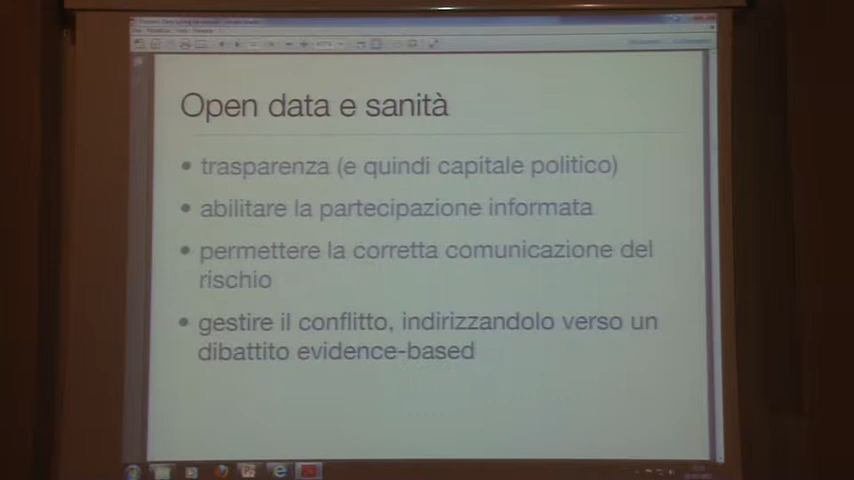 Open data e sanità
• trasparenza (e quindi capitale politico)
• abilitare la partecipazione informata
• permettere la corretta comunicazione del
rischio
• gestire il conflitto, indirizzandolo verso un
dibattito evidence-based